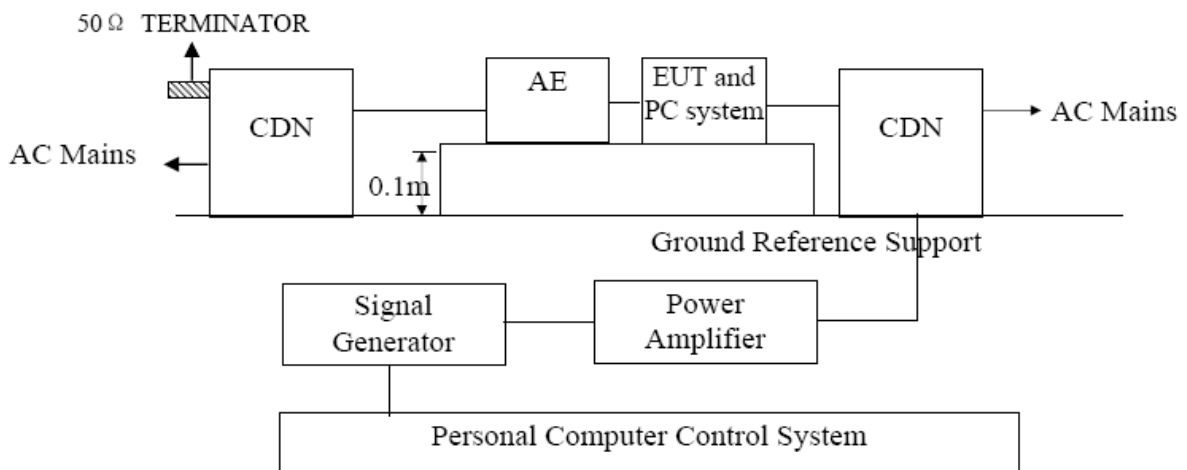 50Ω TERMINATOR
CDN
AC Mains
AE
EUT and
PC system
CDN
AC Mains
0.1m
Ground Reference Support
Signal
Generator
Power
Amplifier
Personal Computer Control System